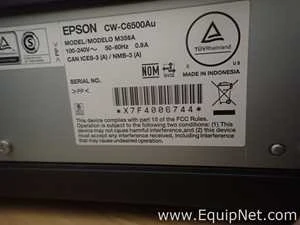 EPSON CW-C6500Au
MODEL/MODELO M356A
100-240V~ 50-60Hz 0.9A
CAN ICES-3 (A) / NMB-3 (A)
TÜVRheinland
NOM
MADE IN INDONESIA
SERIAL NO.
>PP<
*X7F4006744*
This device complies with part 15 of the FCC Rules.
Operation is subject to the following two conditions: (1) this
device may not cause harmful interference, and (2) this device
must accept any interference received, including interference
that may cause undesired operation.
www.EquipNet.com